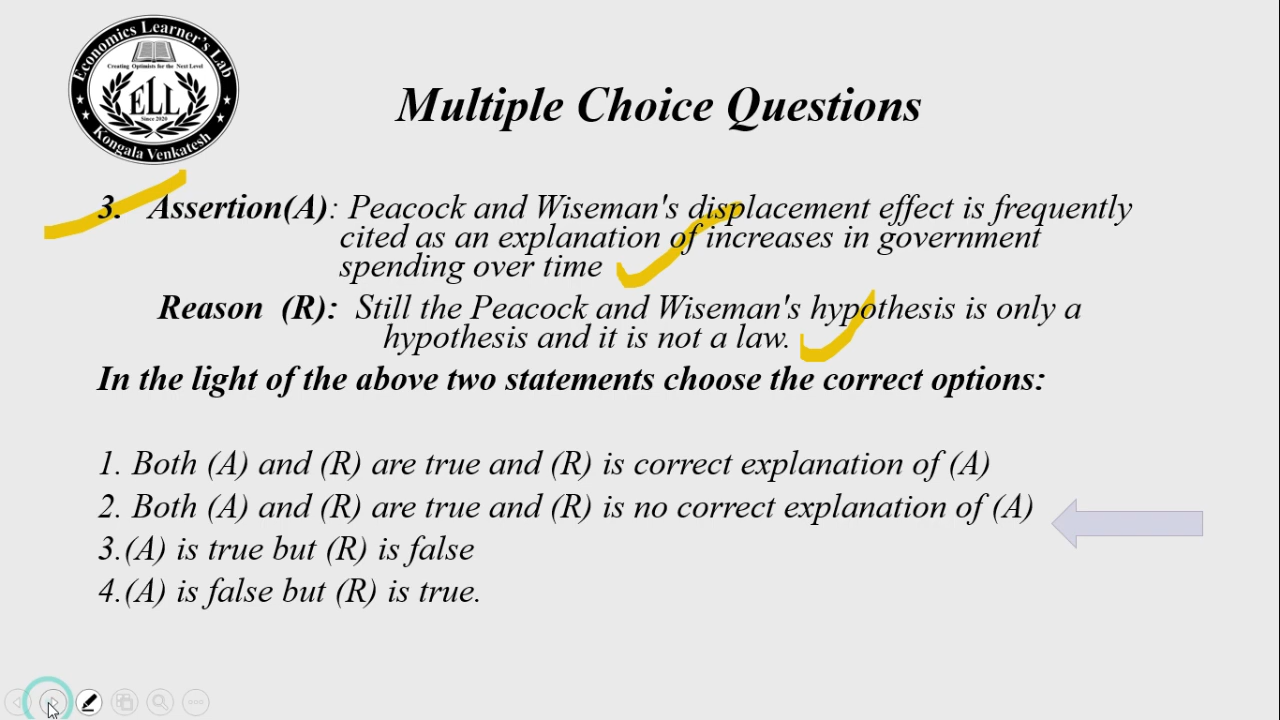 Economics Learner's Lab
Creating Optimists for the Next Level
ELL
Since 2020
Kongala Venkatesh
Multiple Choice Questions
3. Assertion(A): Peacock and Wiseman's displacement effect is frequently
cited as an explanation of increases in government
spending over time
Reason (R): Still the Peacock and Wiseman's hypothesis is only a
hypothesis and it is not a law.
In the light of the above two statements choose the correct options:
1. Both (A) and (R) are true and (R) is correct explanation of (A)
2. Both (A) and (R) are true and (R) is no correct explanation of (A)
3.(A) is true but (R) is false
4.(A) is false but (R) is true.